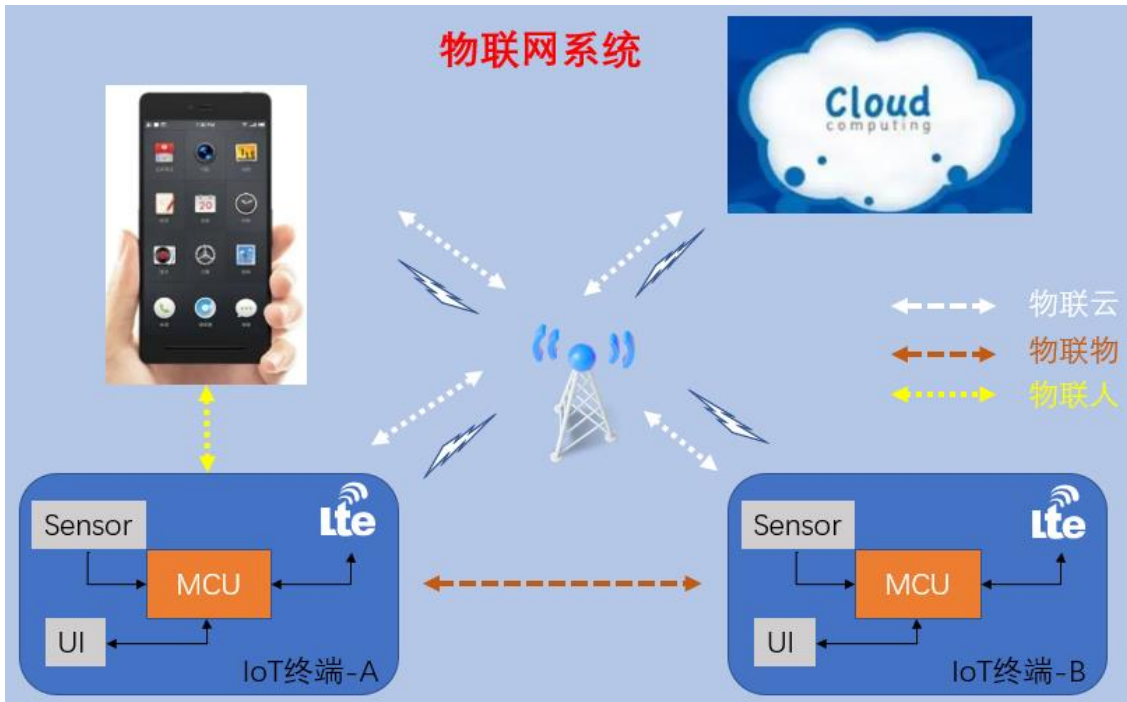 物联网系统
Cloud
computing
20
物联云
物联物
物联人
Sensor
Lte
MCU
UI
IoT终端-A
Sensor
Lte
MCU
UI
IoT终端-B